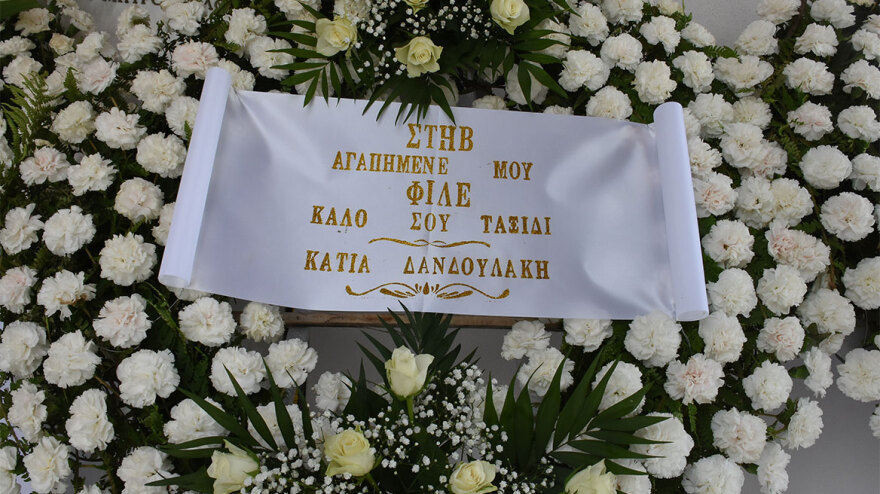 ΣΤΗΒ
ΑΓΑΠΗΜΕΝΕ ΜΟΥ
ΦΙΛΕ
ΚΑΛΟ ΣΟΥ ΤΑΞΙΔΙ
ΚΑΤΙΑ ΔΑΝΔΟΥΛΑΚΗ